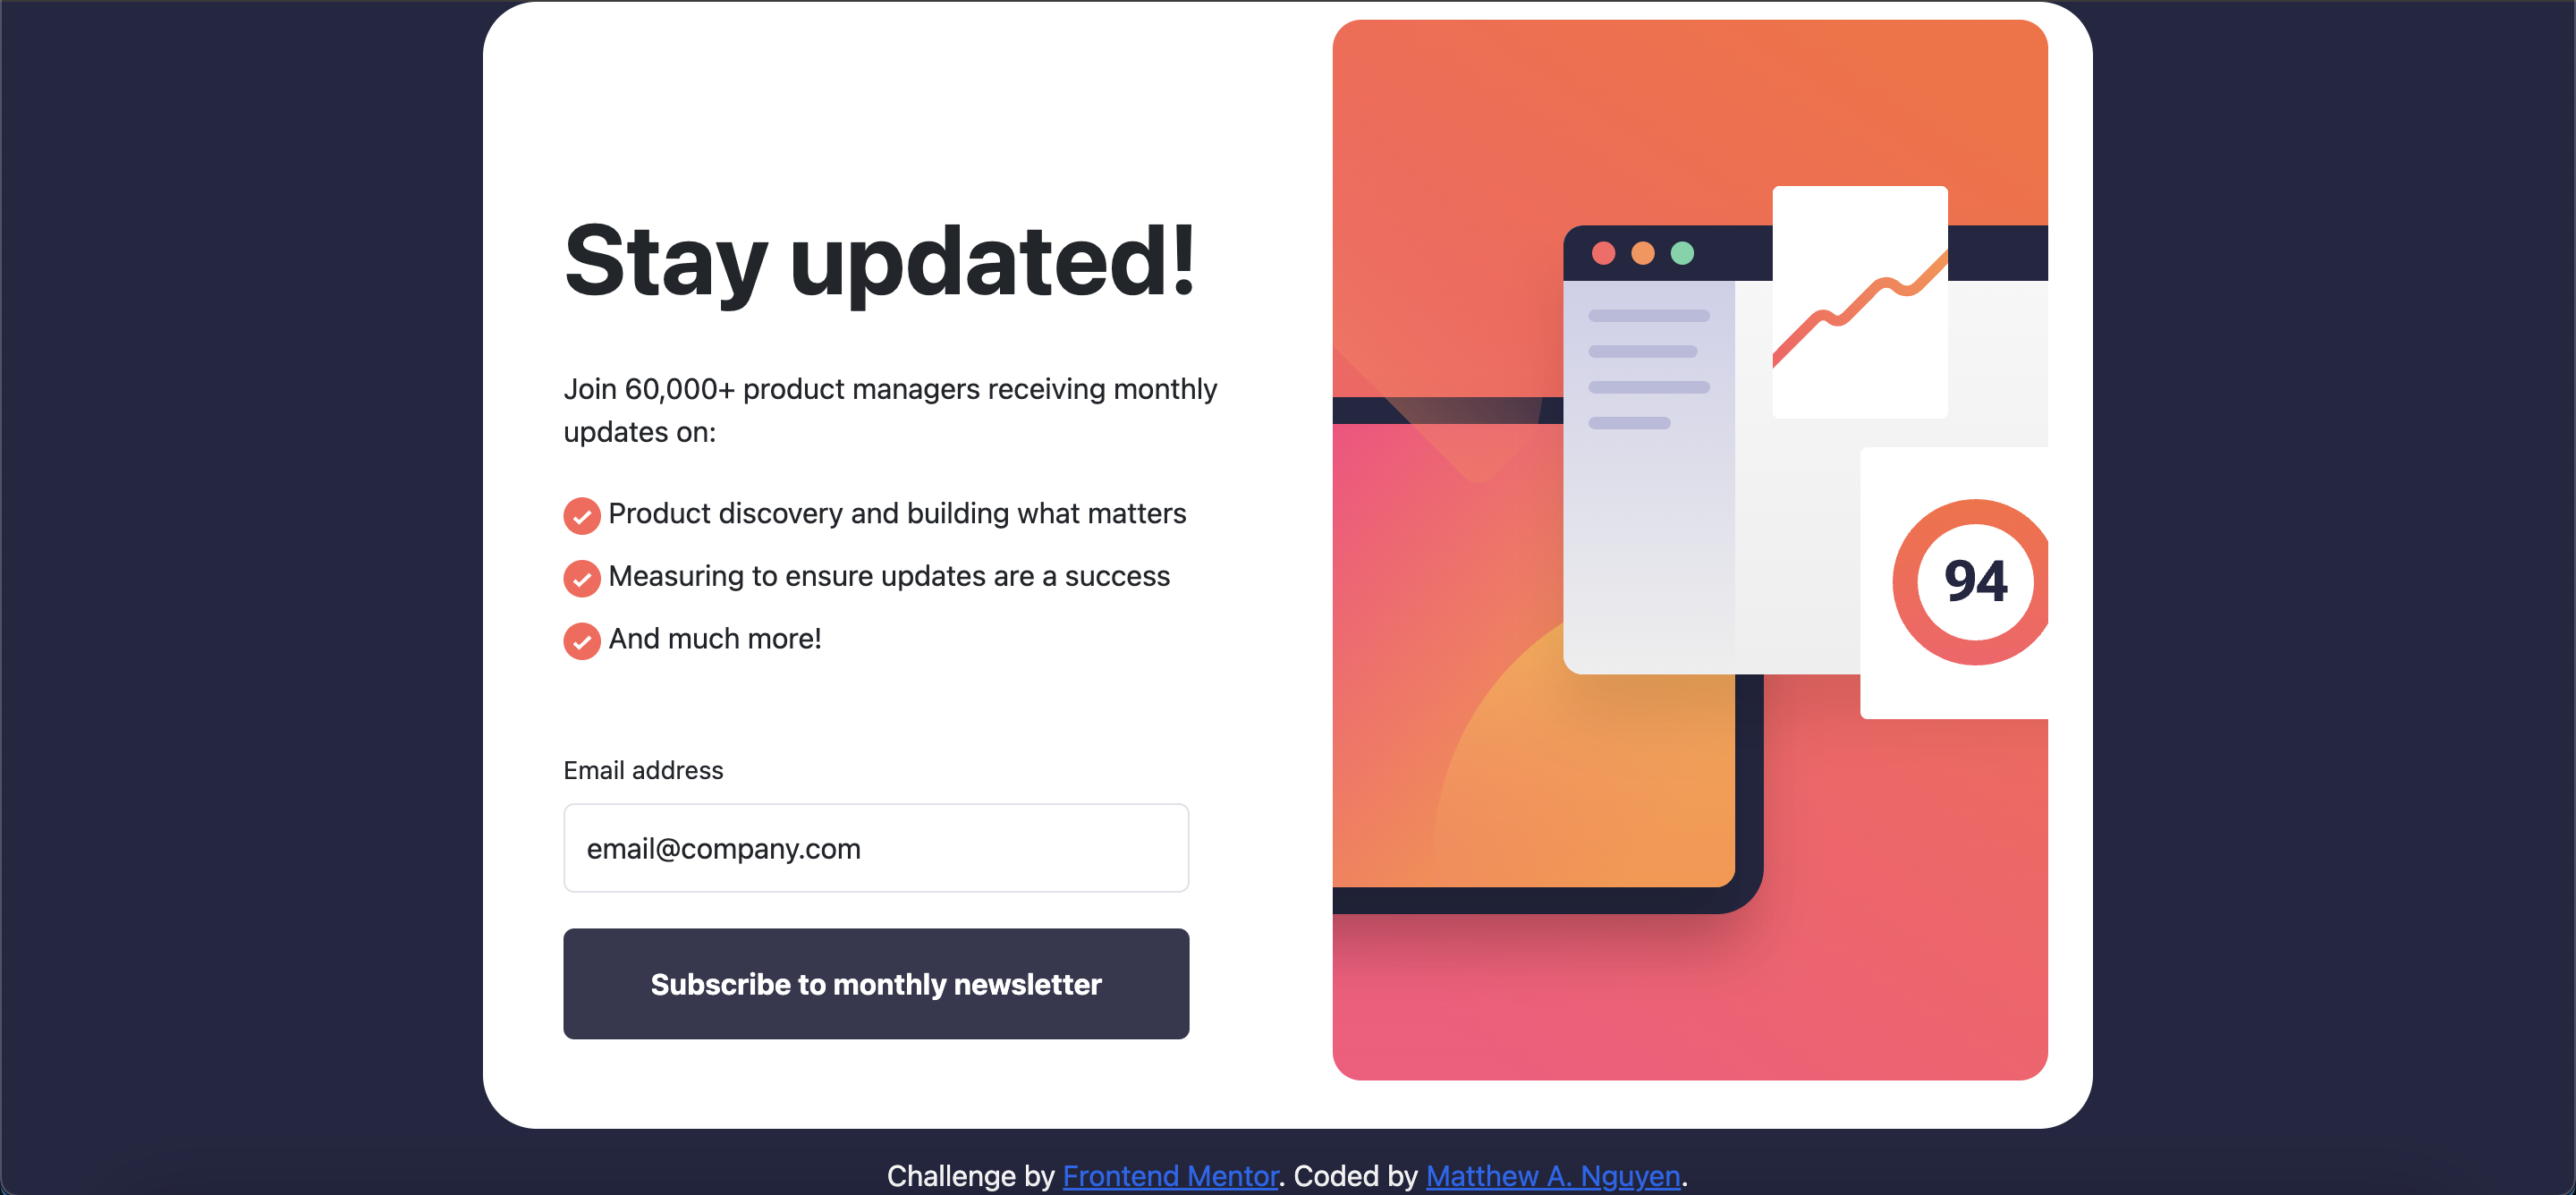 Stay updated!
Join 60,000+ product managers receiving monthly
updates on:
Product discovery and building what matters
Measuring to ensure updates are a success
And much more!
Email address
email@company.com
Subscribe to monthly newsletter
94
Challenge by Frontend Mentor. Coded by Matthew A. Nguyen.